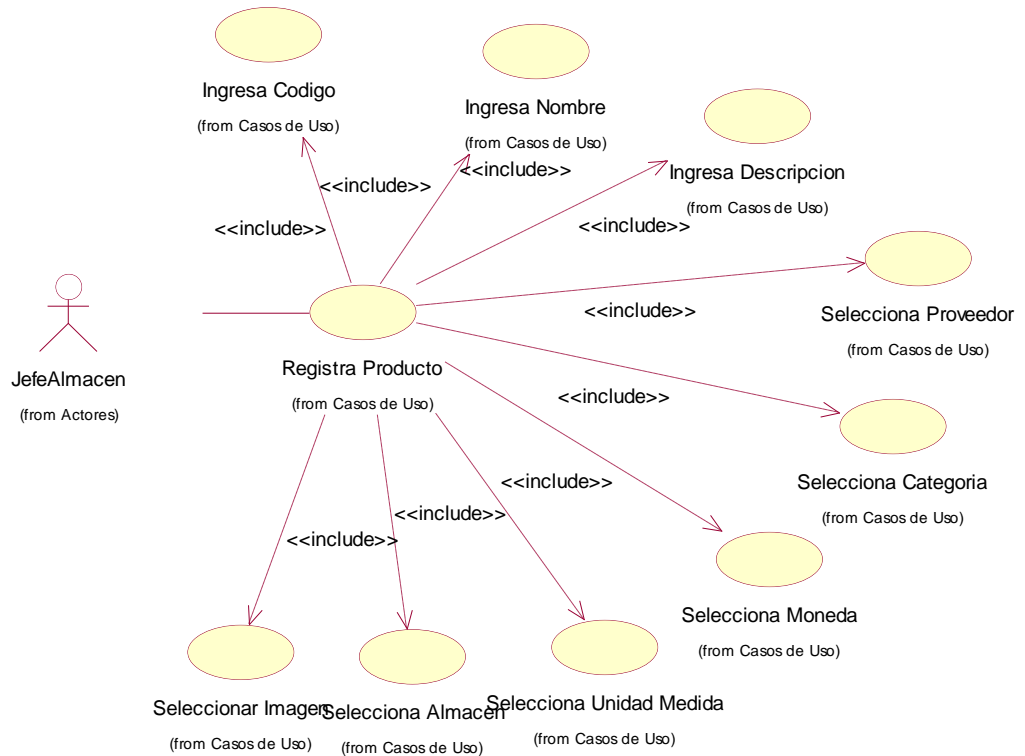 Ingresa Codigo
(from Casos de Uso)
Ingresa Nombre
(from Casos de Uso)
Ingresa Descripcion
(from Casos de Uso)
<<include>>
<<include>>
<<include>>
<<include>>
Selecciona Proveedor
(from Casos de Uso)
<<include>>
JefeAlmacen
(from Actores)
Registra Producto
(from Casos de Uso)
<<include>>
Selecciona Categoria
(from Casos de Uso)
<<include>>
<<include>>
<<include>>
Selecciona Moneda
(from Casos de Uso)
Seleccionar Imagen
(from Casos de Uso)
Selecciona Almacen
(from Casos de Uso)
Selecciona Unidad Medida
(from Casos de Uso)